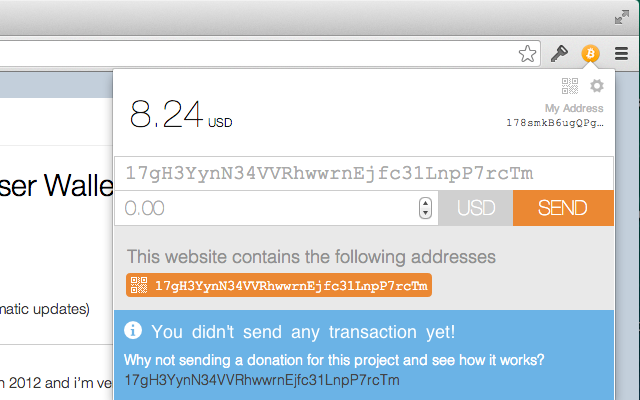 8.24 USD
My Address
178smkB6ugQPg…
17gH3YynN34VVRhwwrnEjfc31LnpP7rcTm
0.00 USD SEND
ser Walle
This website contains the following addresses
17gH3YynN34VVRhwwrnEjfc31LnpP7rcTm
matic updates)
You didn't send any transaction yet!
Why not sending a donation for this project and see how it works?
17gH3YynN34VVRhwwrnEjfc31LnpP7rcTm
n 2012 and i'm ve